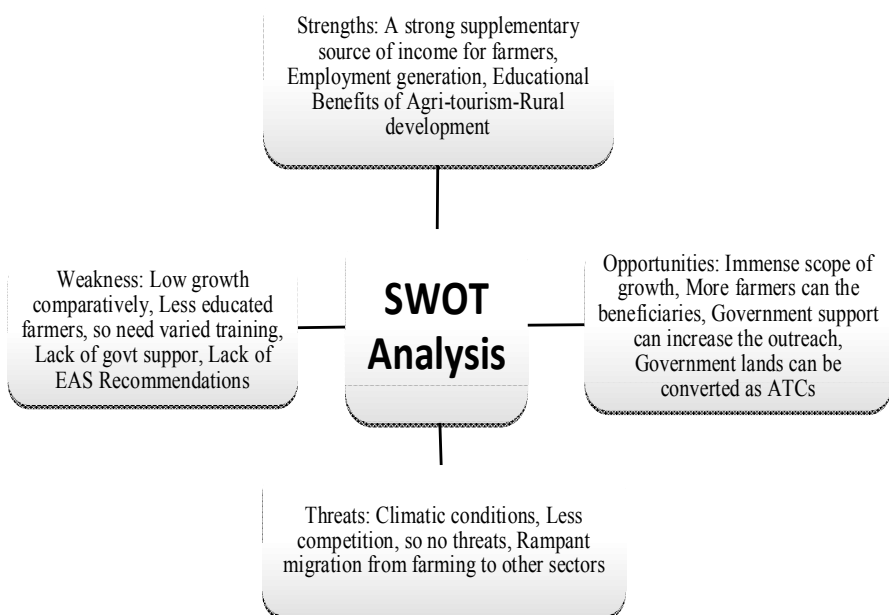 Strengths: A strong supplementary
source of income for farmers,
Employment generation, Educational
Benefits of Agri-tourism-Rural
development
Weakness: Low growth
comparatively, Less educated
farmers, so need varied training,
Lack of govt suppor, Lack of
EAS Recommendations
SWOT
Analysis
Opportunities: Immense scope of
growth, More farmers can the
beneficiaries, Government support
can increase the outreach,
Government lands can be
converted as ATCs
Threats: Climatic conditions, Less
competition, so no threats, Rampant
migration from farming to other sectors